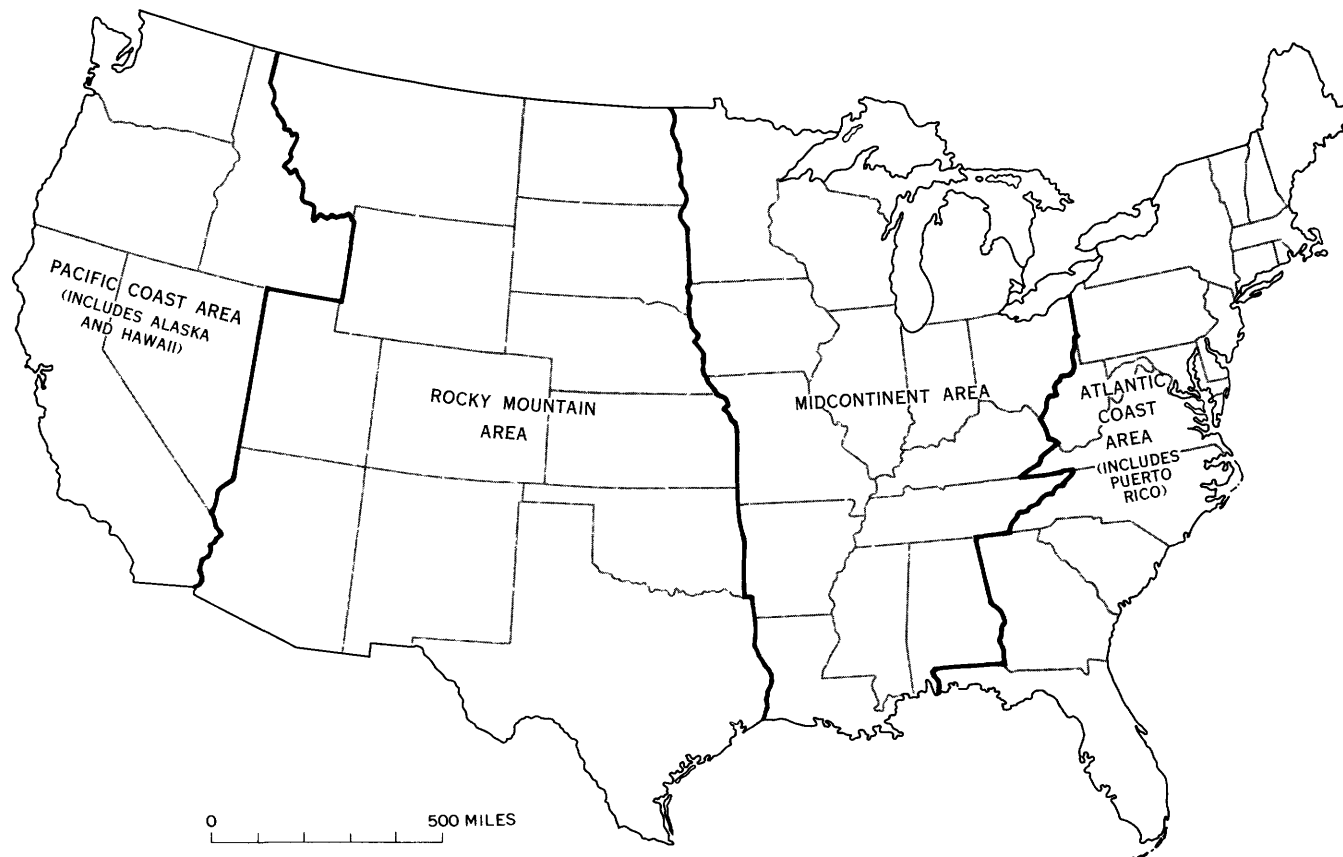 PACIFIC COAST AREA
(INCLUDES ALASKA
AND HAWAII)
ROCKY MOUNTAIN
AREA
MIDCONTINENT AREA
ATLANTIC
COAST
AREA
(INCLUDES
PUERTO
RICO)
0 500 MILES